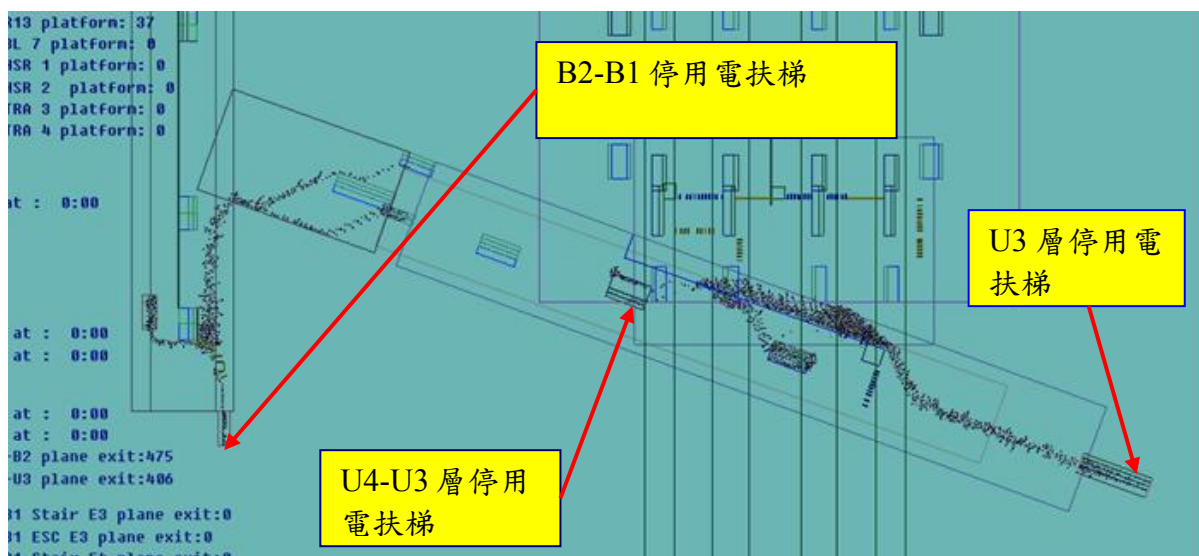 R13 platform: 37
BL 7 platform: 0
HSR 1 platform: 0
HSR 2 platform: 0
TRA 3 platform: 0
TRA 4 platform: 0
B2-B1 停用電扶梯
at : 0:00
U3 層停用電
扶梯
at : 0:00
at : 0:00
at : 0:00
at : 0:00
-B2 plane exit:475
-U3 plane exit:406
U4-U3 層停用
電扶梯
B1 Stair E3 plane exit:0
B1 ESC E3 plane exit:0